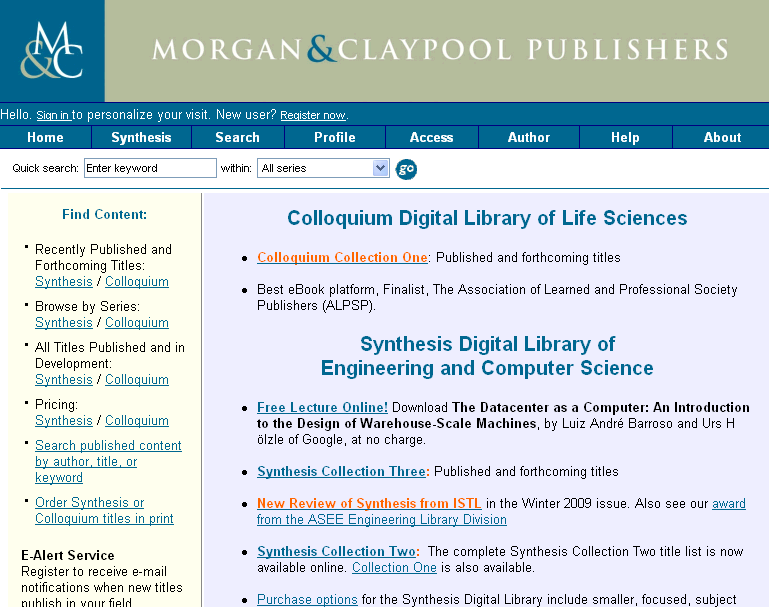 M&C
MORGAN&CLAYPOOL PUBLISHERS
Hello. Sign in to personalize your visit. New user? Register now.
Home Synthesis Search Profile Access Author Help About
Quick search: Enter keyword within: All series go
Find Content:
Recently Published and
Forthcoming Titles:
Synthesis / Colloquium
Browse by Series:
Synthesis / Colloquium
All Titles Published and in
Development:
Synthesis / Colloquium
Pricing:
Synthesis / Colloquium
Search published content
by author, title, or
keyword
Order Synthesis or
Colloquium titles in print
E-Alert Service
Register to receive e-mail
notifications when new titles
publish in your field
Colloquium Digital Library of Life Sciences
Colloquium Collection One: Published and forthcoming titles
Best eBook platform, Finalist, The Association of Learned and Professional Society
Publishers (ALPSP).
Synthesis Digital Library of
Engineering and Computer Science
Free Lecture Online! Download The Datacenter as a Computer: An Introduction
to the Design of Warehouse-Scale Machines, by Luiz André Barroso and Urs H
ölzle of Google, at no charge.
Synthesis Collection Three: Published and forthcoming titles
New Review of Synthesis from ISTL in the Winter 2009 issue. Also see our award
from the ASEE Engineering Library Division
Synthesis Collection Two: The complete Synthesis Collection Two title list is now
available online. Collection One is also available.
Purchase options for the Synthesis Digital Library include smaller, focused, subject